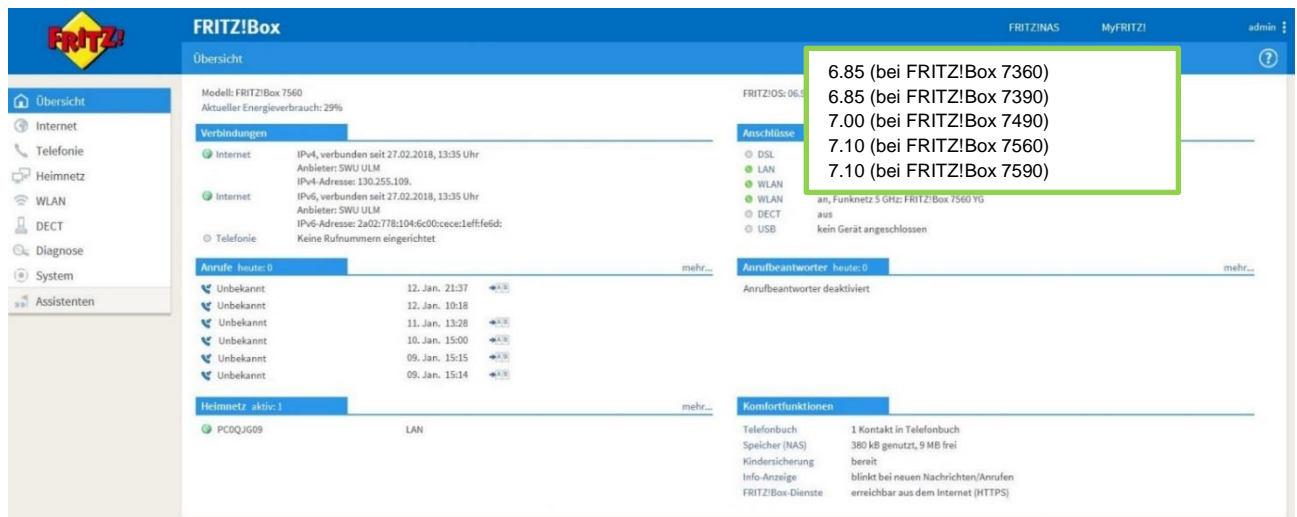 FRITZ!
FRITZ!Box
FRITZ!NAS
MyFRITZ!
admin
Übersicht
?
Übersicht
Internet
Telefonie
Heimnetz
WLAN
DECT
Diagnose
System
Assistenten
Modell: FRITZ!Box 7560
Aktueller Energieverbrauch: 29%
FRITZ!OS:
6.85 (bei FRITZ!Box 7360)
6.85 (bei FRITZ!Box 7390)
7.00 (bei FRITZ!Box 7490)
7.10 (bei FRITZ!Box 7560)
7.10 (bei FRITZ!Box 7590)
Verbindungen
Internet IPv4, verbunden seit 27.02.2018, 13:35 Uhr
Anbieter: SWU ULM
IPv4-Adresse: 130.255.109.
Internet IPv6, verbunden seit 27.02.2018, 13:35 Uhr
Anbieter: SWU ULM
IPv6-Adresse: 2a02:778:104:6c00:cece:1eff:fe6d:
Telefonie Keine Rufnummern eingerichtet
Anschlüsse
DSL
LAN
WLAN
WLAN an, Funknetz 5 GHz: FRITZ!Box 7560 YG
DECT aus
USB kein Gerät angeschlossen
Anrufe heute: 0 mehr...
Unbekannt 12. Jan. 21:37
Unbekannt 12. Jan. 10:18
Unbekannt 11. Jan. 13:28
Unbekannt 10. Jan. 15:00
Unbekannt 09. Jan. 15:15
Unbekannt 09. Jan. 15:14
Anrufbeantworter heute: 0 mehr...
Anrufbeantworter deaktiviert
Heimnetz aktiv: 1 mehr...
PC0QJG09 LAN
Komfortfunktionen
Telefonbuch 1 Kontakt in Telefonbuch
Speicher (NAS) 380 kB genutzt, 9 MB frei
Kindersicherung bereit
Info-Anzeige blinkt bei neuen Nachrichten/Anrufen
FRITZ!Box-Dienste erreichbar aus dem Internet (HTTPS)